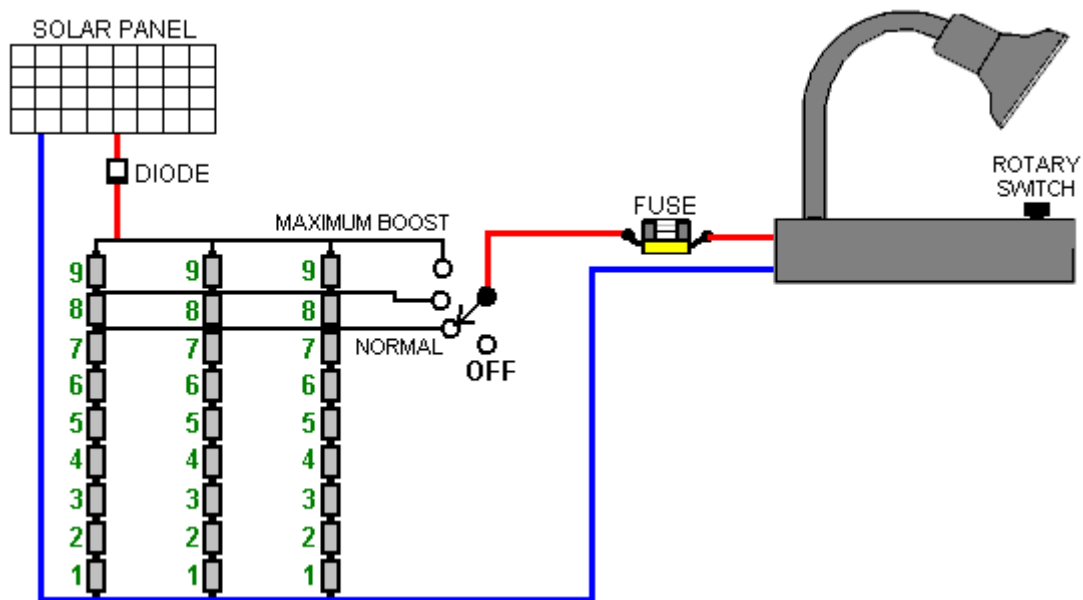 SOLAR PANEL
DIODE
MAXIMUM BOOST
FUSE
ROTARY
SWITCH
9 9 9
8 8 8
7 7 7
NORMAL
OFF
6 6 6
5 5 5
4 4 4
3 3 3
2 2 2
1 1 1